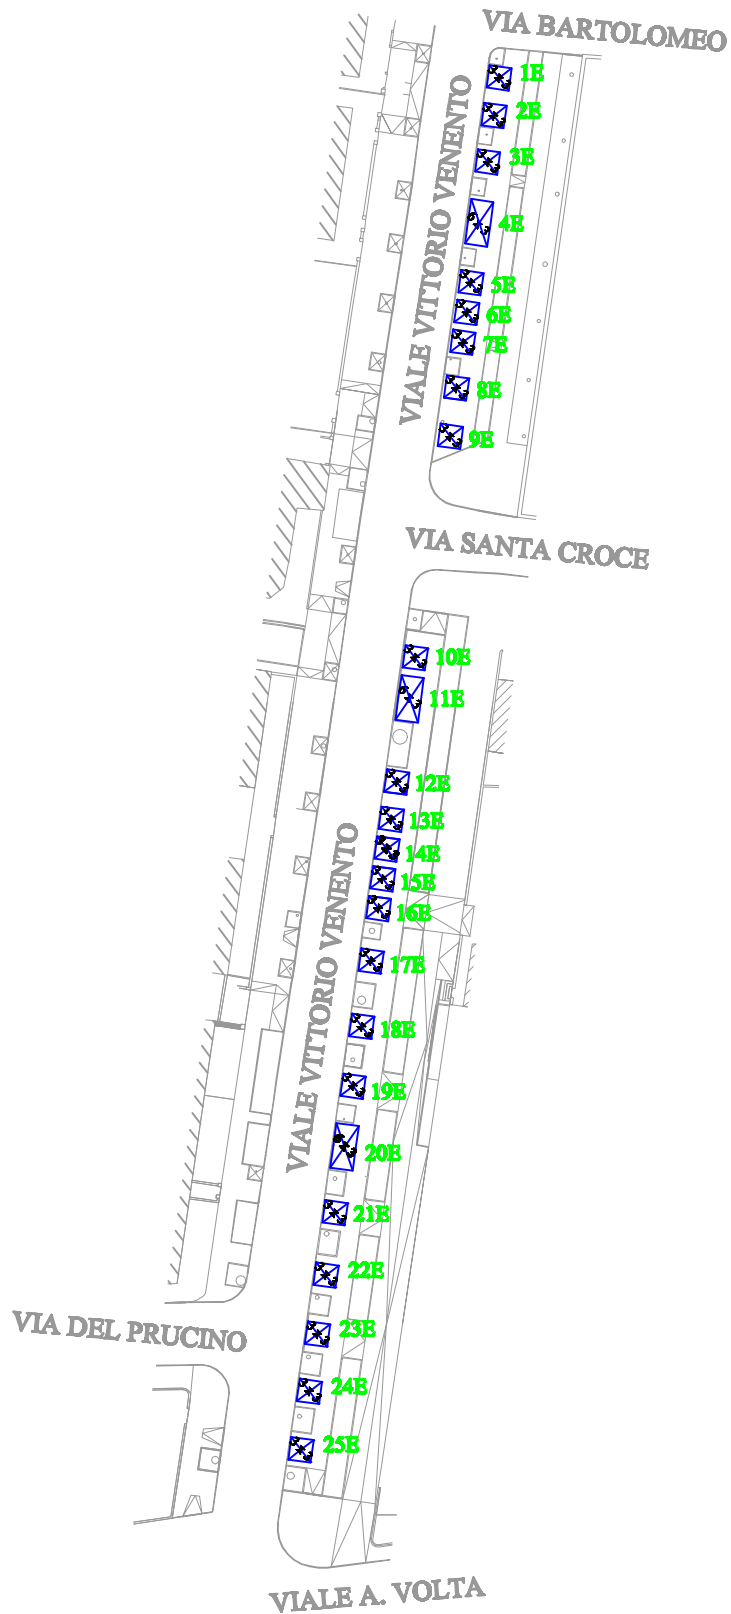 VIA BARTOLOMEO
1E
2E
3E
4E
5E
6E
7E
8E
9E
VIALE VITTORIO VENENTO
VIA SANTA CROCE
10E
11E
12E
13E
14E
15E
16E
17E
18E
19E
20E
21E
22E
23E
24E
25E
VIALE VITTORIO VENENTO
VIA DEL PRUCINO
VIALE A. VOLTA